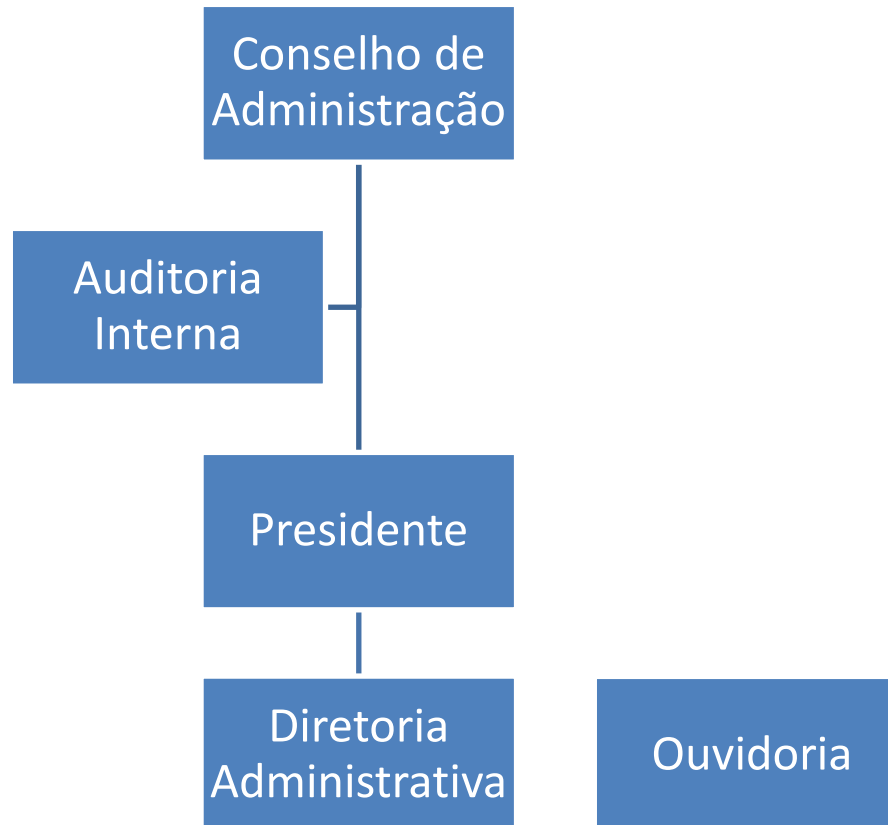 Conselho de
Administração
Auditoria
Interna
Presidente
Diretoria
Administrativa
Ouvidoria